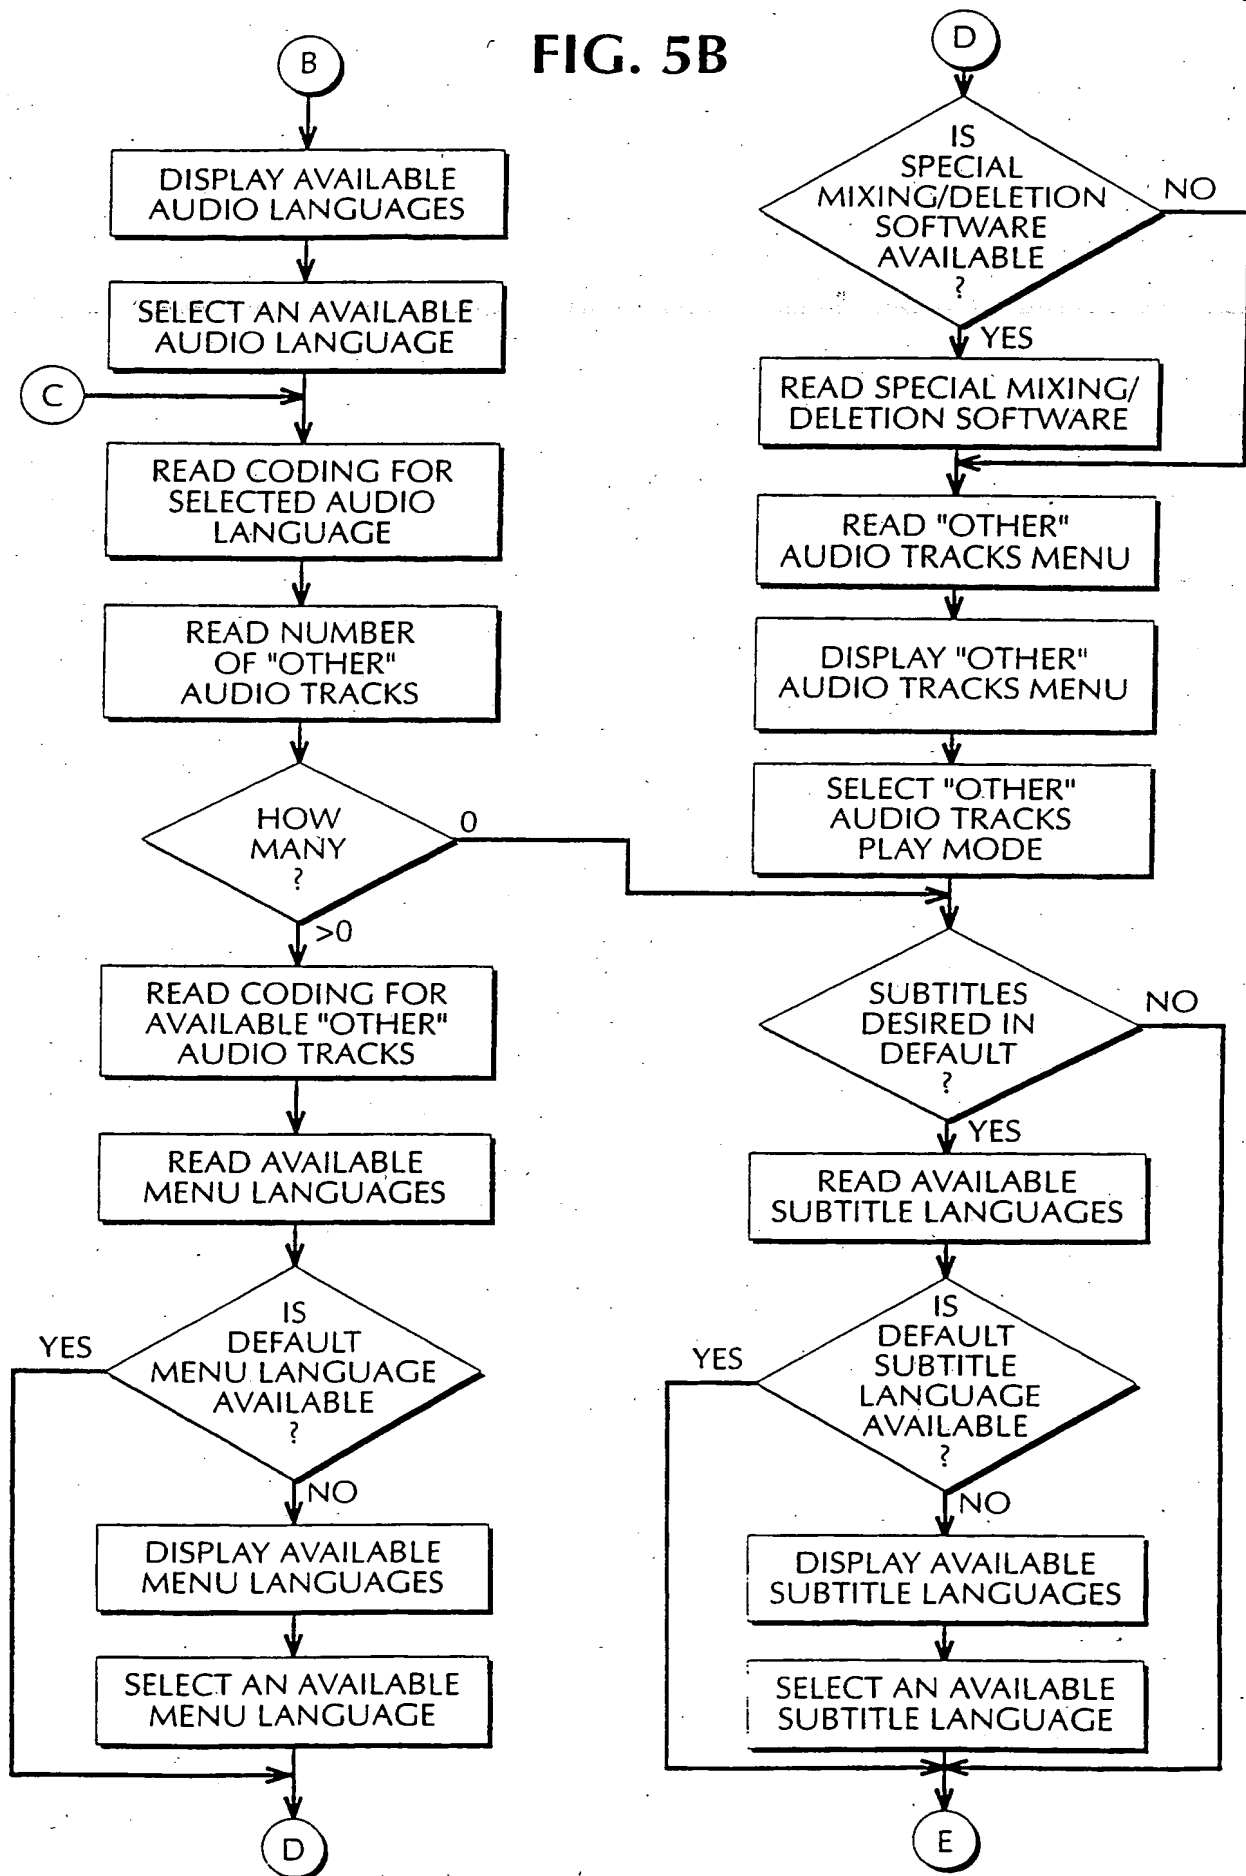 FIG. 5B
B
DISPLAY AVAILABLE
AUDIO LANGUAGES
SELECT AN AVAILABLE
AUDIO LANGUAGE
C
READ CODING FOR
SELECTED AUDIO
LANGUAGE
READ NUMBER
OF "OTHER"
AUDIO TRACKS
HOW
MANY
?
0
>0
READ CODING FOR
AVAILABLE "OTHER"
AUDIO TRACKS
READ AVAILABLE
MENU LANGUAGES
IS
DEFAULT
MENU LANGUAGE
AVAILABLE
?
YES
NO
DISPLAY AVAILABLE
MENU LANGUAGES
SELECT AN AVAILABLE
MENU LANGUAGE
D
D
IS
SPECIAL
MIXING/DELETION
SOFTWARE
AVAILABLE
?
NO
YES
READ SPECIAL MIXING/
DELETION SOFTWARE
READ "OTHER"
AUDIO TRACKS MENU
DISPLAY "OTHER"
AUDIO TRACKS MENU
SELECT "OTHER"
AUDIO TRACKS
PLAY MODE
SUBTITLES
DESIRED IN
DEFAULT
?
NO
YES
READ AVAILABLE
SUBTITLE LANGUAGES
IS
DEFAULT
SUBTITLE
LANGUAGE
AVAILABLE
?
YES
NO
DISPLAY AVAILABLE
SUBTITLE LANGUAGES
SELECT AN AVAILABLE
SUBTITLE LANGUAGE
E